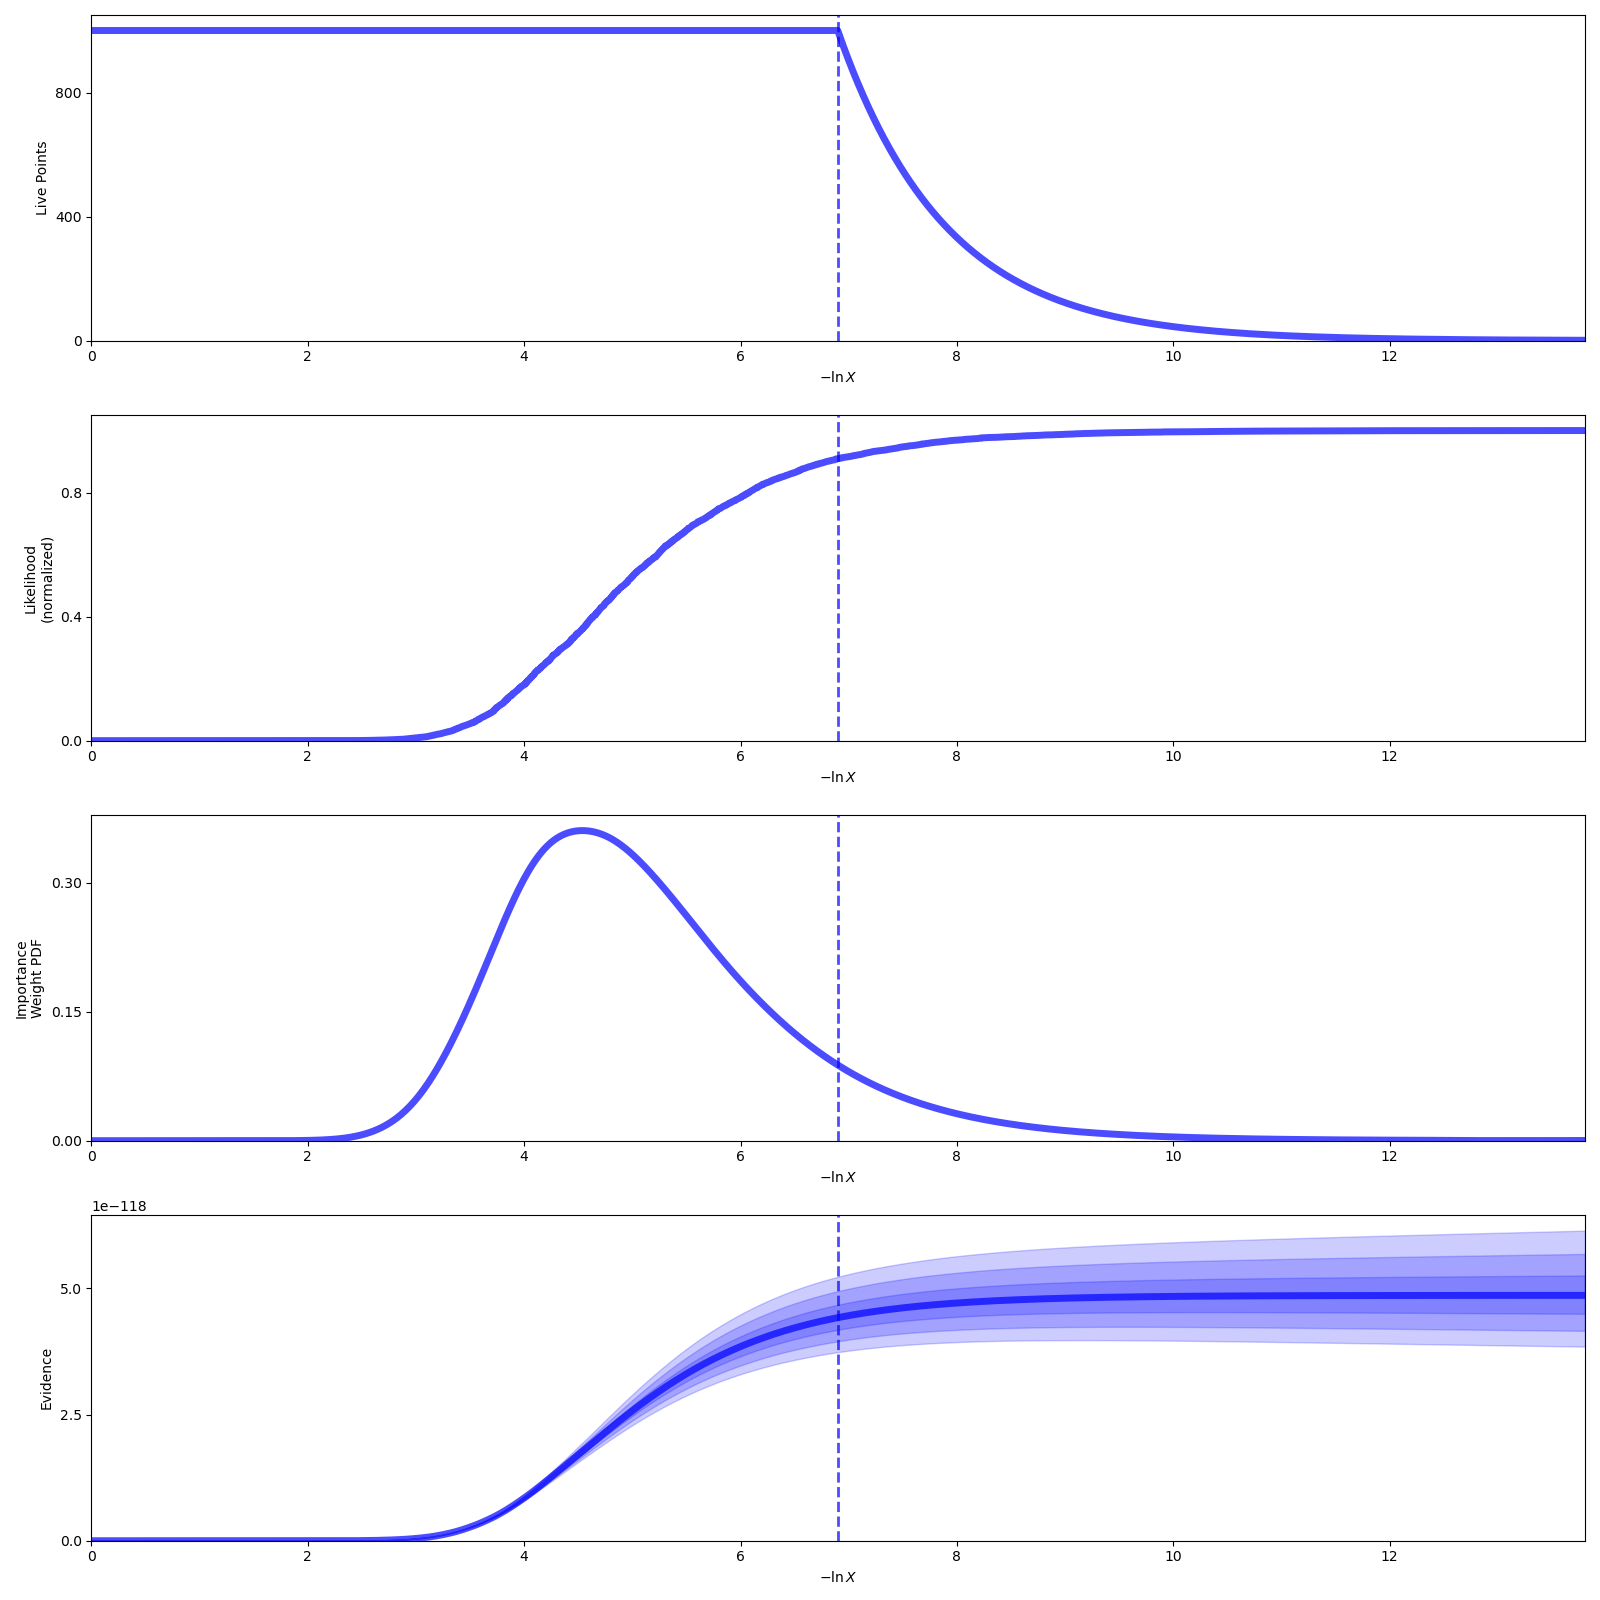 800
400
0
Live Points
0 2 4 6 8 10 12
−ln X
0.8
0.4
0.0
Likelihood
(normalized)
0 2 4 6 8 10 12
−ln X
0.30
0.15
0.00
Importance
Weight PDF
0 2 4 6 8 10 12
−ln X
1e−118
5.0
2.5
0.0
Evidence
0 2 4 6 8 10 12
−ln X